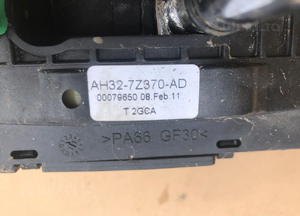 AH32-7Z370-AD
00079650 08.Feb.11
T 2GCA
>PA66 GF30<